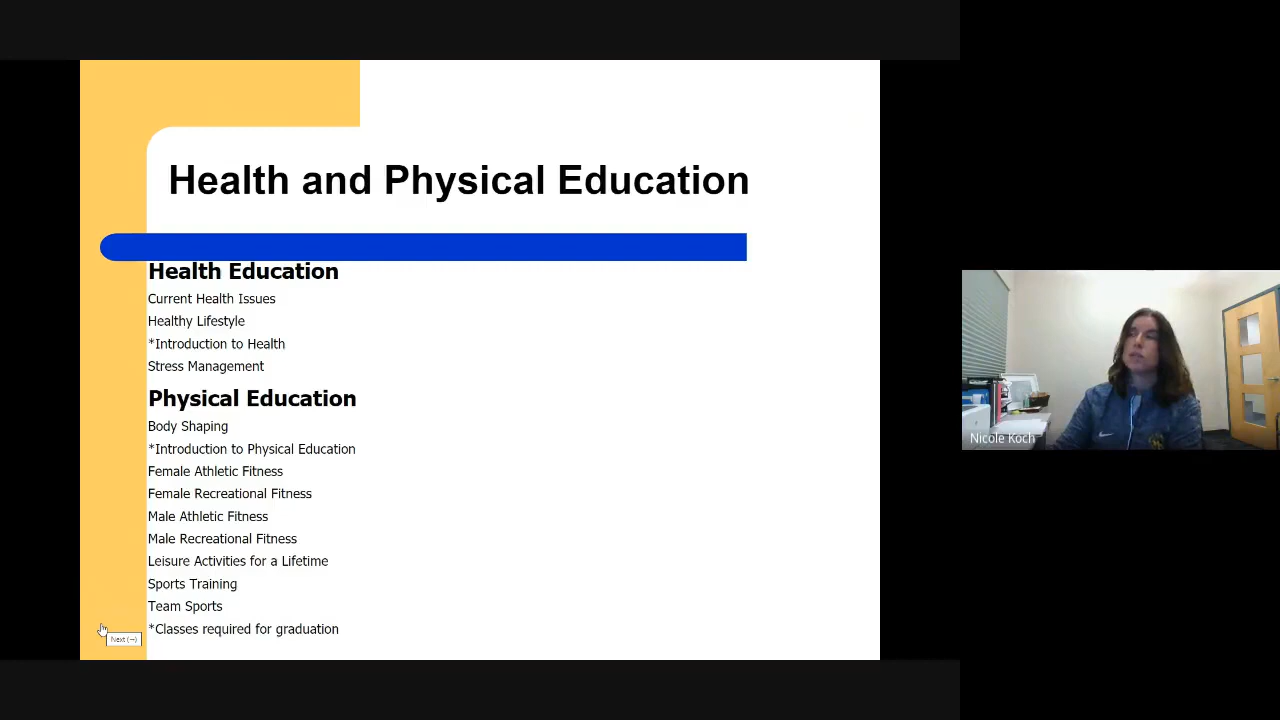 Health and Physical Education
Health Education
Current Health Issues
Healthy Lifestyle
*Introduction to Health
Stress Management
Physical Education
Body Shaping
*Introduction to Physical Education
Female Athletic Fitness
Female Recreational Fitness
Male Athletic Fitness
Male Recreational Fitness
Leisure Activities for a Lifetime
Sports Training
Team Sports
*Classes required for graduation
Next (→)
Nicole Koch